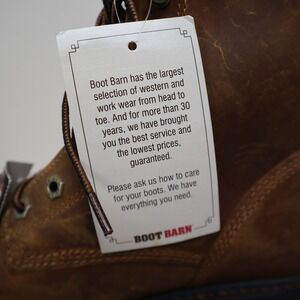 Boot Barn has the largest
selection of western and
work wear from head to
toe. And for more than 30
years, we have brought
you the best service and
the lowest prices,
guaranteed.
Please ask us how to care
for your boots. We have
everything you need.
BOOT BARN